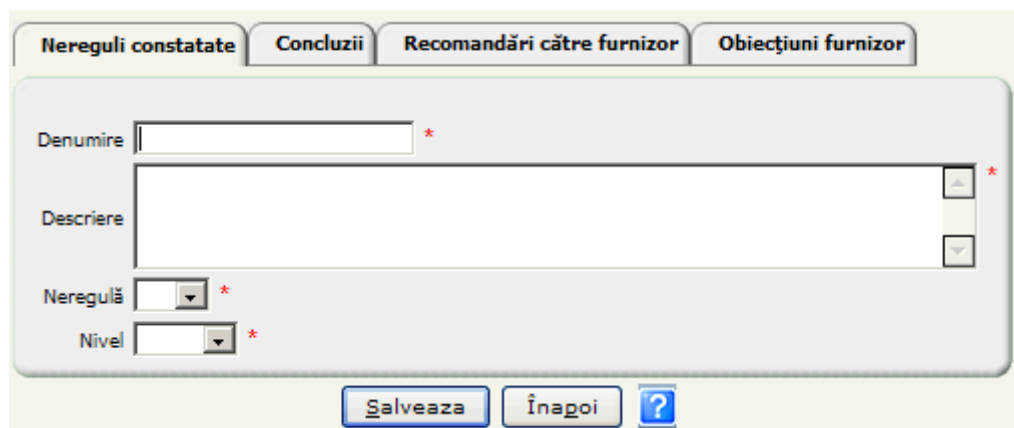 Nereguli constatate Concluzii Recomandări către furnizor Obiecţiuni furnizor
Denumire *
Descriere *
Neregulă *
Nivel *
Salveaza Înapoi ?